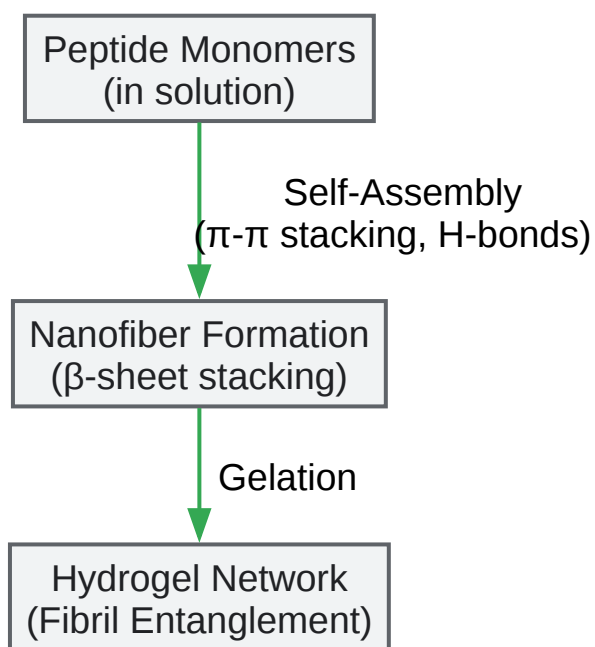 Peptide Monomers
(in solution)
Self-Assembly
(π-π stacking, H-bonds)
Nanofiber Formation
(β-sheet stacking)
Gelation
Hydrogel Network
(Fibril Entanglement)